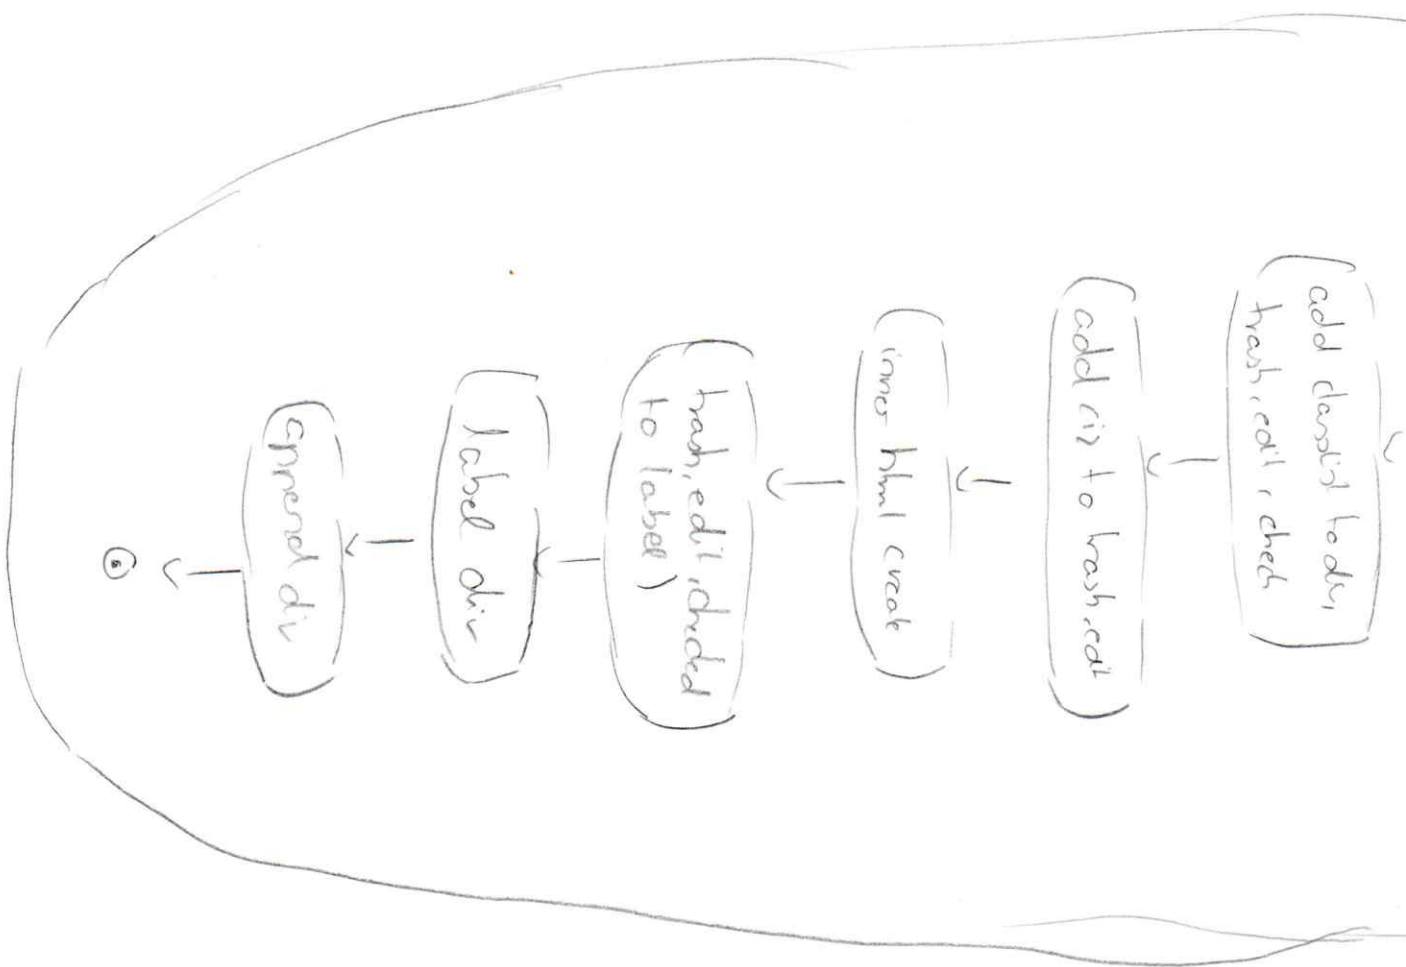 add classlist to div,
trash, edit, check
add to trash, edit
inner html create
trash, edit, checked
to label)
label div
append div